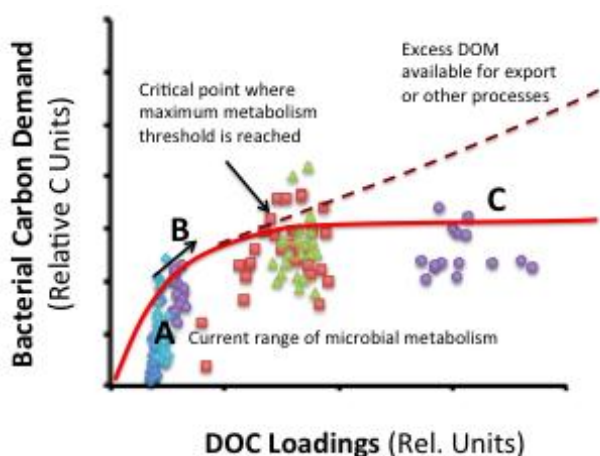 Excess DOM
available for export
or other processes
Critical point where
maximum metabolism
threshold is reached
C
B
A
Current range of microbial metabolism
Bacterial Carbon Demand
(Relative C Units)
DOC Loadings (Rel. Units)